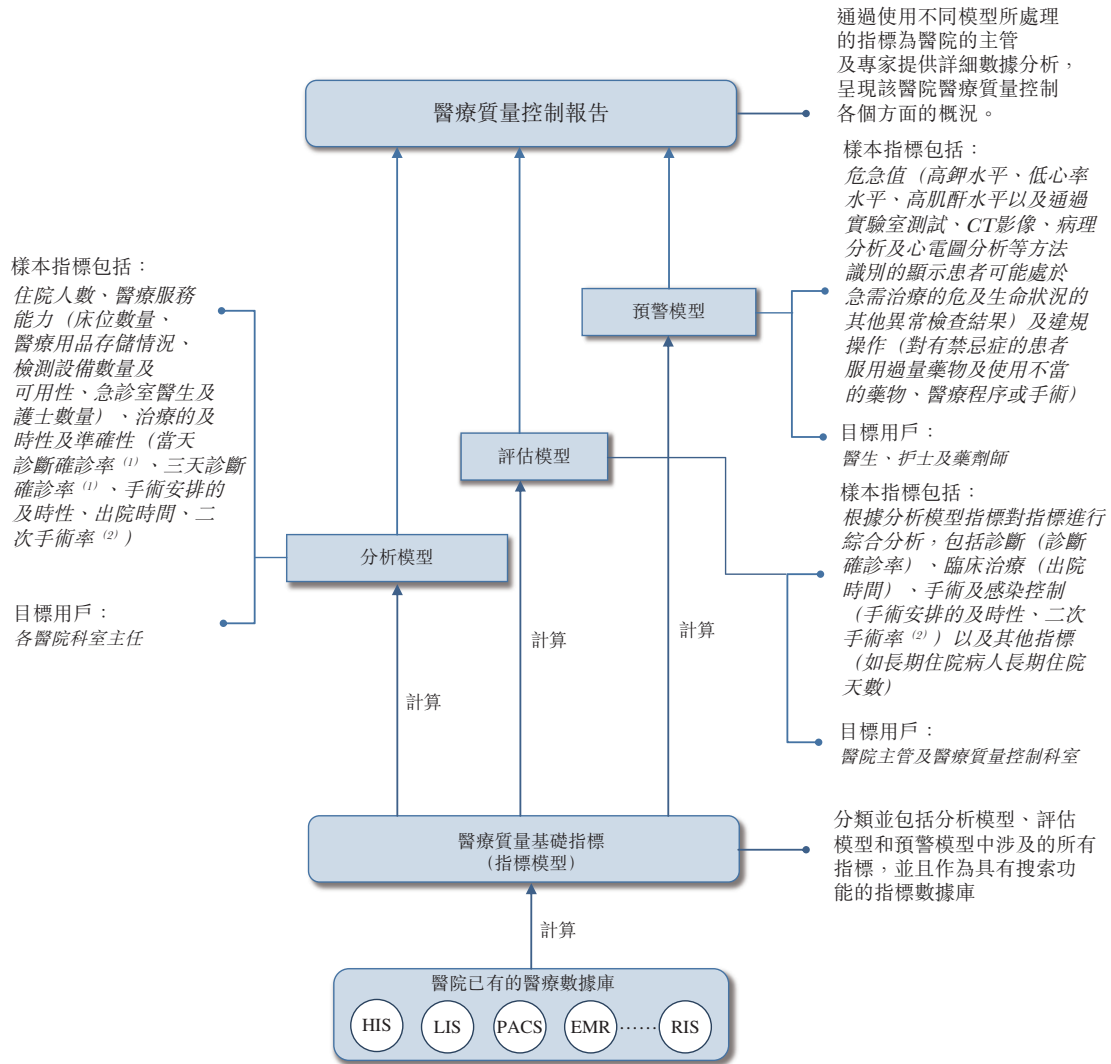 通過使用不同模型所處理
的指標為醫院的主管
及專家提供詳細數據分析，
呈現該醫院醫療質量控制
各個方面的概況。
醫療質量控制報告
樣本指標包括：
危急值（高鉀水平、低心率
水平、高肌酐水平以及通過
實驗室測試、CT影像、病理
分析及心電圖分析等方法
識別的顯示患者可能處於
急需治療的危及生命狀況的
其他異常檢查結果）及違規
操作（對有禁忌症的患者
服用過量藥物及使用不當
的藥物、醫療程序或手術）
目標用戶：
醫生、护士及藥劑師
預警模型
樣本指標包括：
住院人數、醫療服務
能力（床位數量、
醫療用品存儲情況、
檢測設備數量及
可用性、急診室醫生及
護士數量）、治療的及
時性及準確性（當天
診斷確診率⁽¹⁾、三天診斷
確診率⁽¹⁾、手術安排的
及時性、出院時間、二
次手術率⁽²⁾）
目標用戶：
各醫院科室主任
評估模型
分析模型
樣本指標包括：
根據分析模型指標對指標進行
綜合分析，包括診斷（診斷
確診率）、臨床治療（出院
時間）、手術及感染控制
（手術安排的及時性、二次
手術率⁽²⁾）以及其他指標
（如長期住院病人長期住院
天數）
目標用戶：
醫院主管及醫療質量控制科室
計算
計算
計算
醫療質量基礎指標
（指標模型）
分類並包括分析模型、評估
模型和預警模型中涉及的所有
指標，並且作為具有搜索功
能的指標數據庫
計算
醫院已有的醫療數據庫
HIS LIS PACS EMR …… RIS